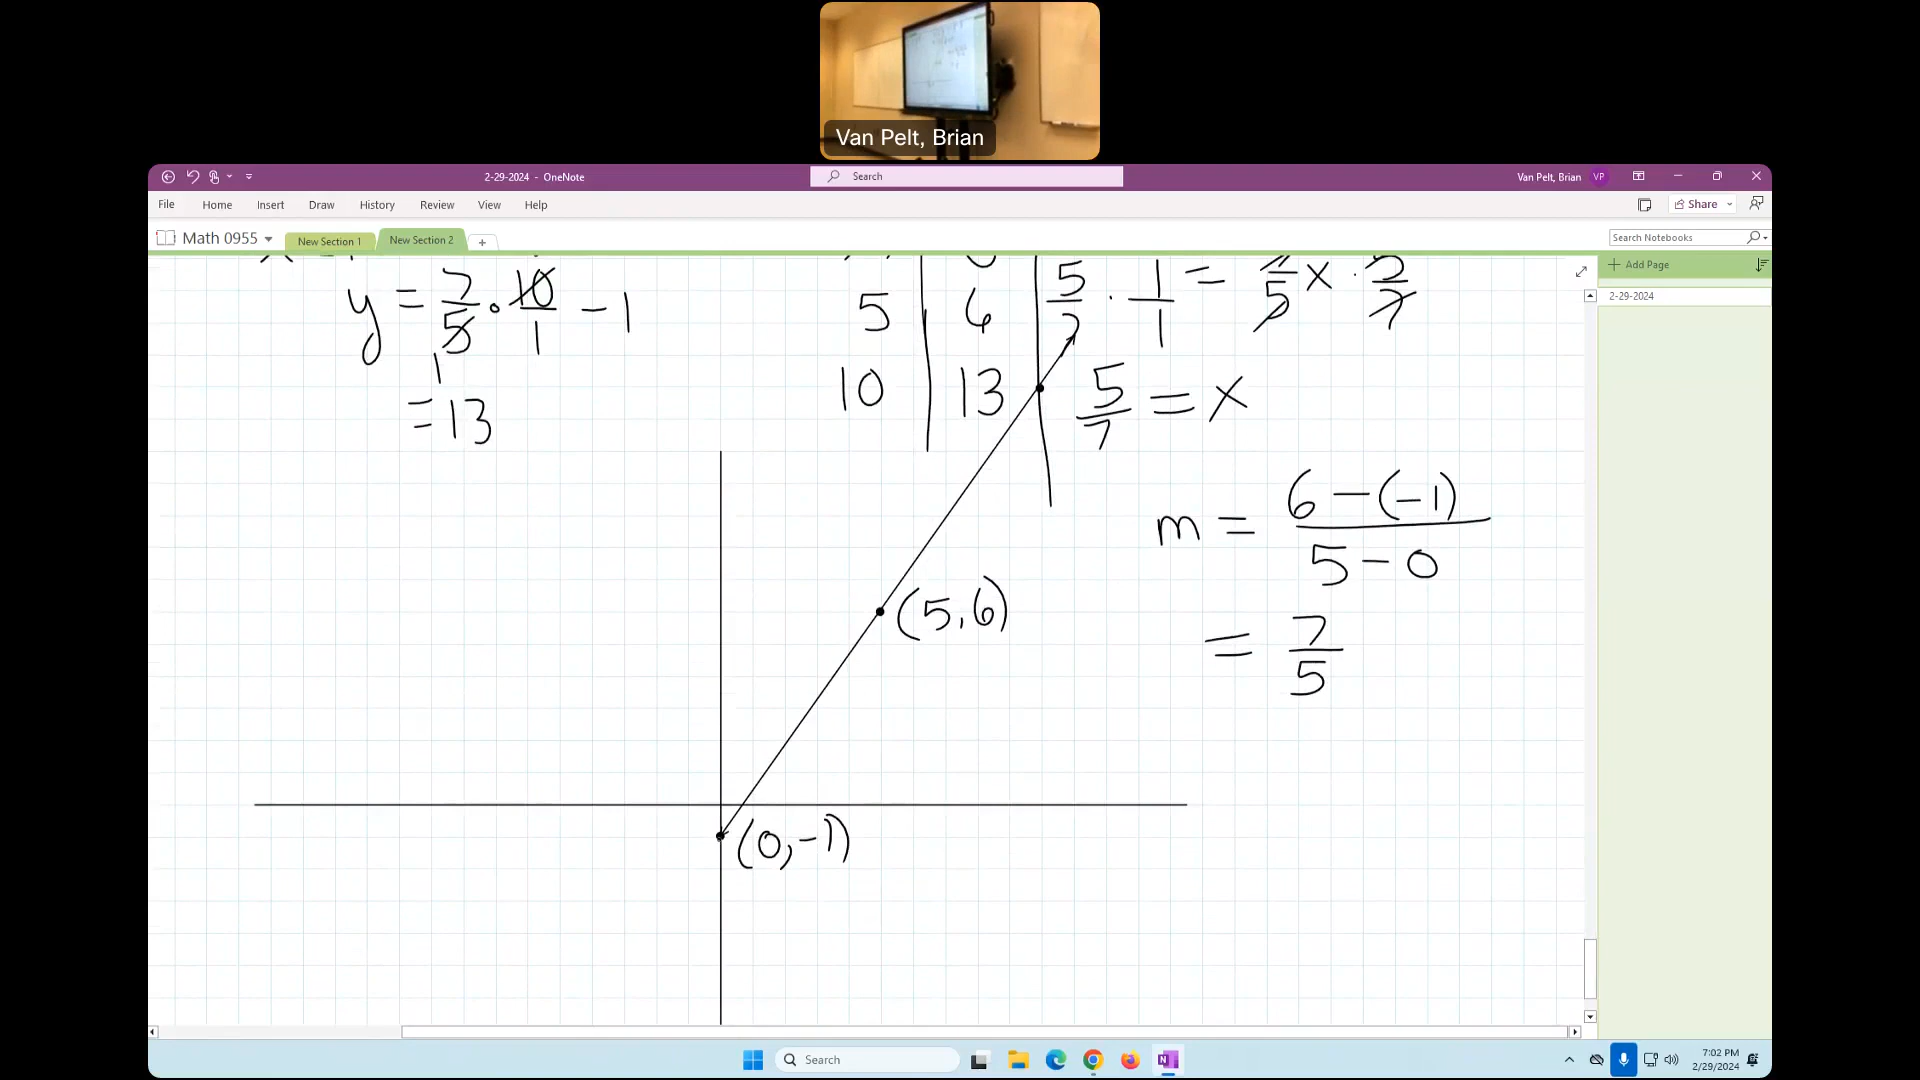 Van Pelt, Brian
2-29-2024 - OneNote
Search
Van Pelt, Brian VP
File Home Insert Draw History Review View Help
Share
Math 0955
New Section 1
New Section 2
Search Notebooks
Add Page
2-29-2024
y = 7/5 · 10/1 - 1
1
= 13
5 6
10 13
5/7 · 1/1 = 7/5 x · 5/7
5/7 = x
m = 6 - (-1) / 5 - 0
= 7/5
(5,6)
(0,-1)
Search
7:02 PM
2/29/2024